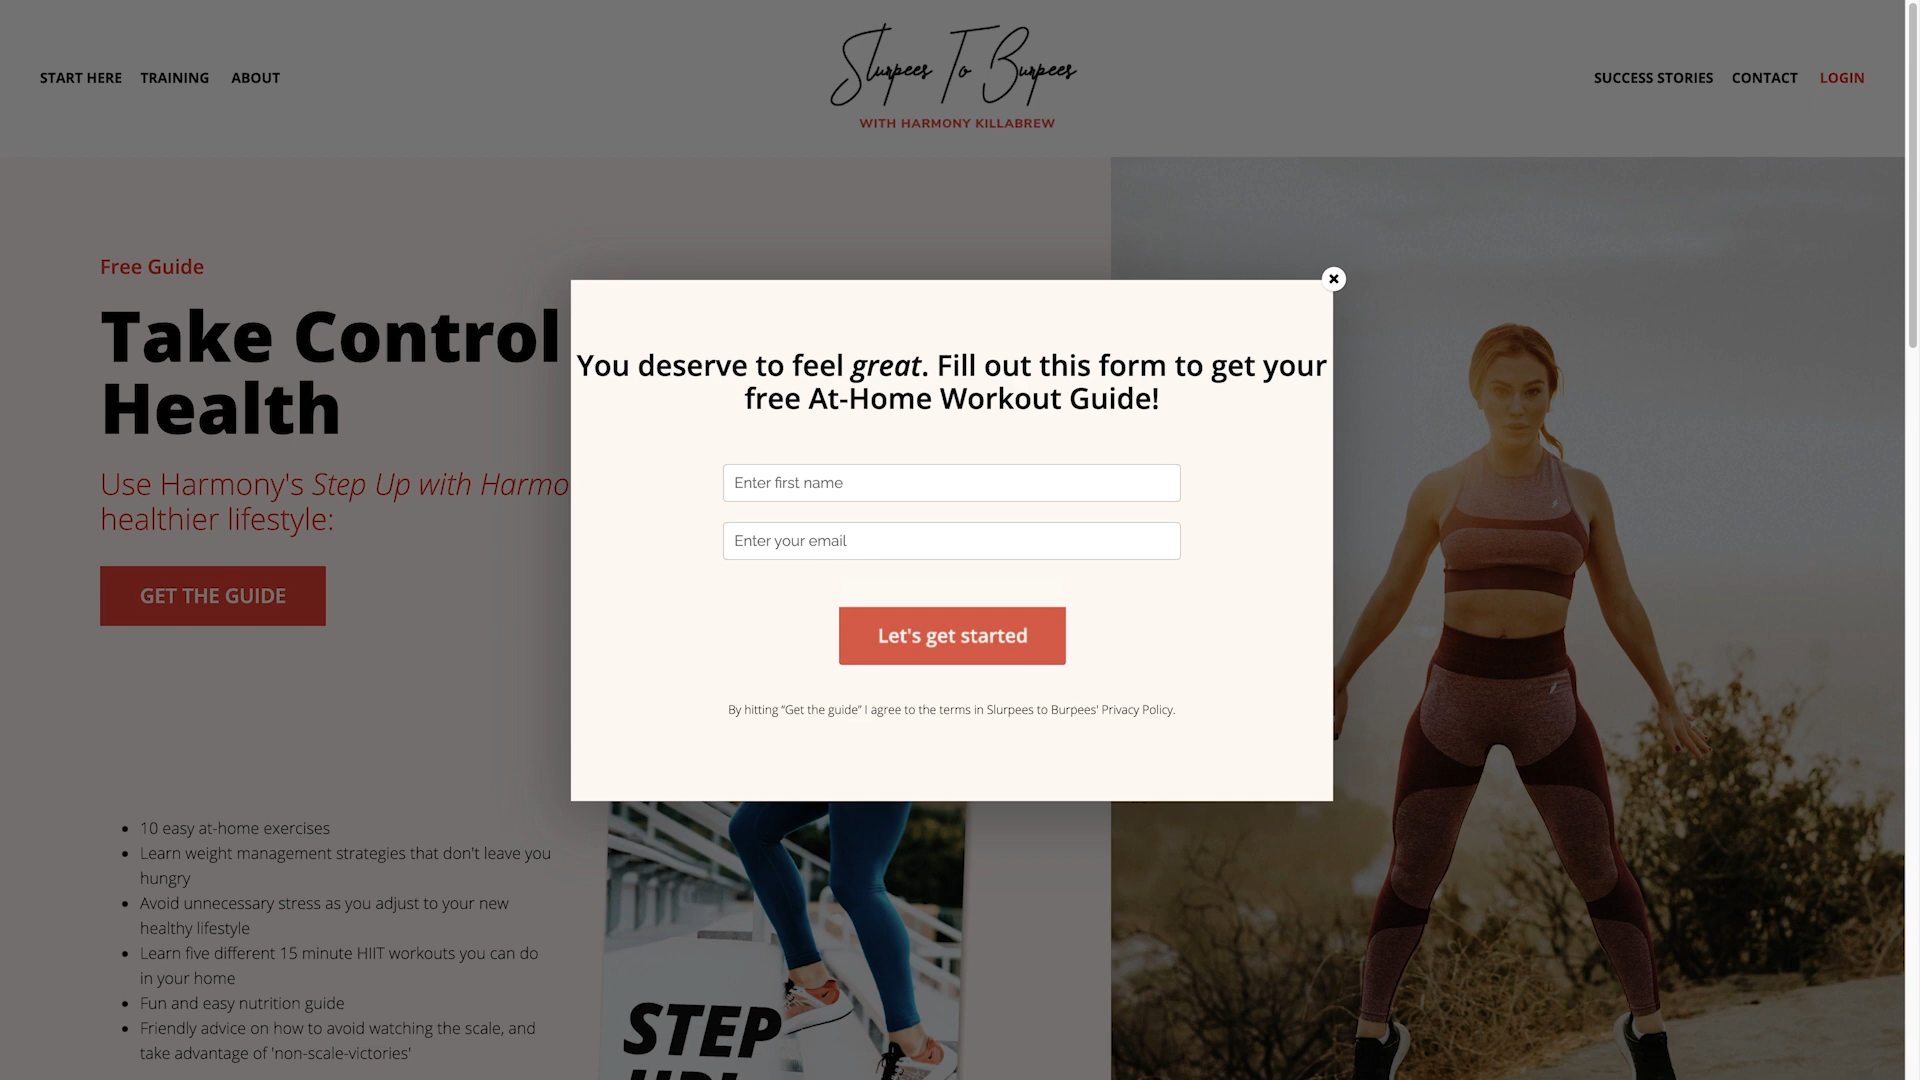 START HERE TRAINING ABOUT
Slurpees To Burpees
WITH HARMONY KILLABREW
SUCCESS STORIES CONTACT LOGIN
Free Guide
Take Control
Health
Use Harmony's Step Up with Harmo
healthier lifestyle:
GET THE GUIDE
You deserve to feel great. Fill out this form to get your
free At-Home Workout Guide!
Enter first name
Enter your email
Let's get started
By hitting “Get the guide” I agree to the terms in Slurpees to Burpees' Privacy Policy.
10 easy at-home exercises
Learn weight management strategies that don't leave you
hungry
Avoid unnecessary stress as you adjust to your new
healthy lifestyle
Learn five different 15 minute HIIT workouts you can do
in your home
Fun and easy nutrition guide
Friendly advice on how to avoid watching the scale, and
take advantage of 'non-scale-victories'
STEP
UP!